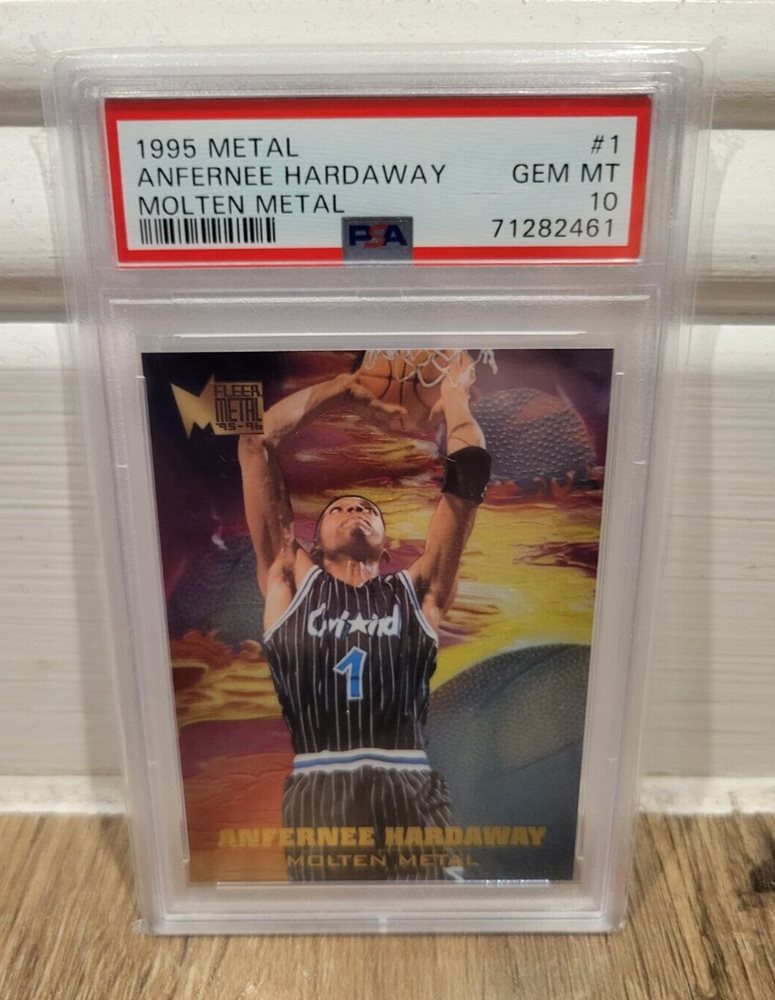 1995 METAL #1
ANFERNEE HARDAWAY GEM MT
MOLTEN METAL 10
PSA 71282461
FLEER
METAL
'95-96
1
ANFERNEE HARDAWAY
MOLTEN METAL